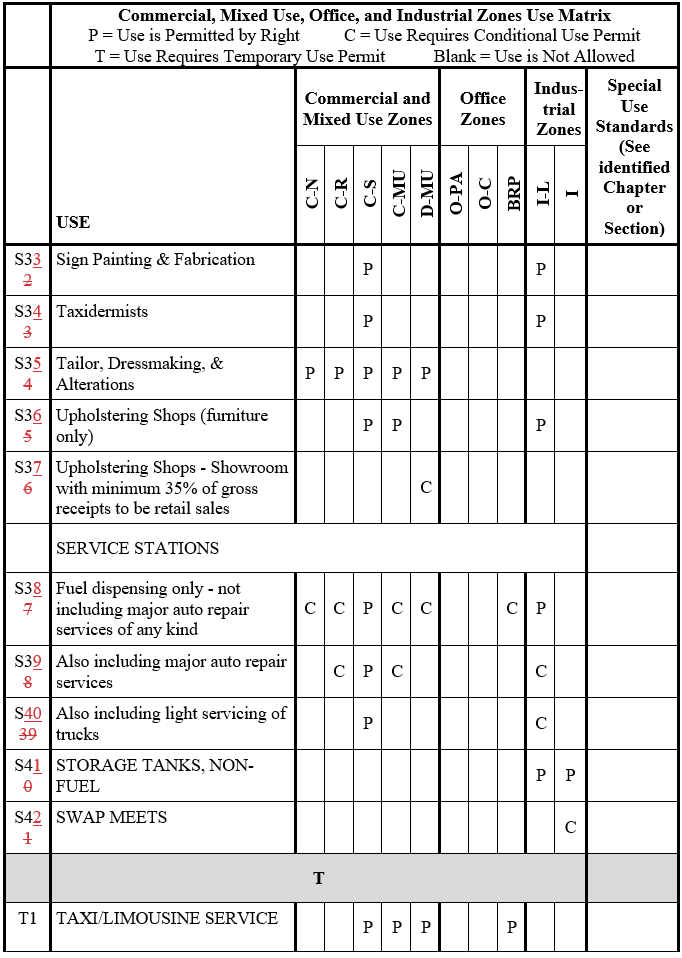 Commercial, Mixed Use, Office, and Industrial Zones Use Matrix
P = Use is Permitted by Right C = Use Requires Conditional Use Permit
T = Use Requires Temporary Use Permit Blank = Use is Not Allowed
USE
Commercial and
Mixed Use Zones
Office
Zones
Indus-
trial
Zones
Special
Use
Standards
(See
identified
Chapter
or
Section)
C-N C-R C-S C-MU D-MU O-PA O-C BRP I-L I
S33 Sign Painting & Fabrication P P
2
S34 Taxidermists P P
3
S35 Tailor, Dressmaking, & P P P P P
4 Alterations
S36 Upholstering Shops (furniture P P P
5 only)
S37 Upholstering Shops - Showroom
6 with minimum 35% of gross C
receipts to be retail sales
SERVICE STATIONS
S38 Fuel dispensing only - not
7 including major auto repair C C P C C C P
services of any kind
S39 Also including major auto repair C P C C
8 services
S40 Also including light servicing of P C
39 trucks
S41 STORAGE TANKS, NON- P P
0 FUEL
S42 SWAP MEETS C
1
T
T1 TAXI/LIMOUSINE SERVICE P P P P